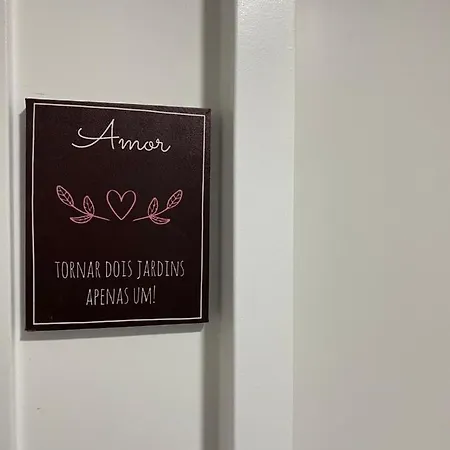 Amor
TORNAR DOIS JARDINS
APENAS UM!